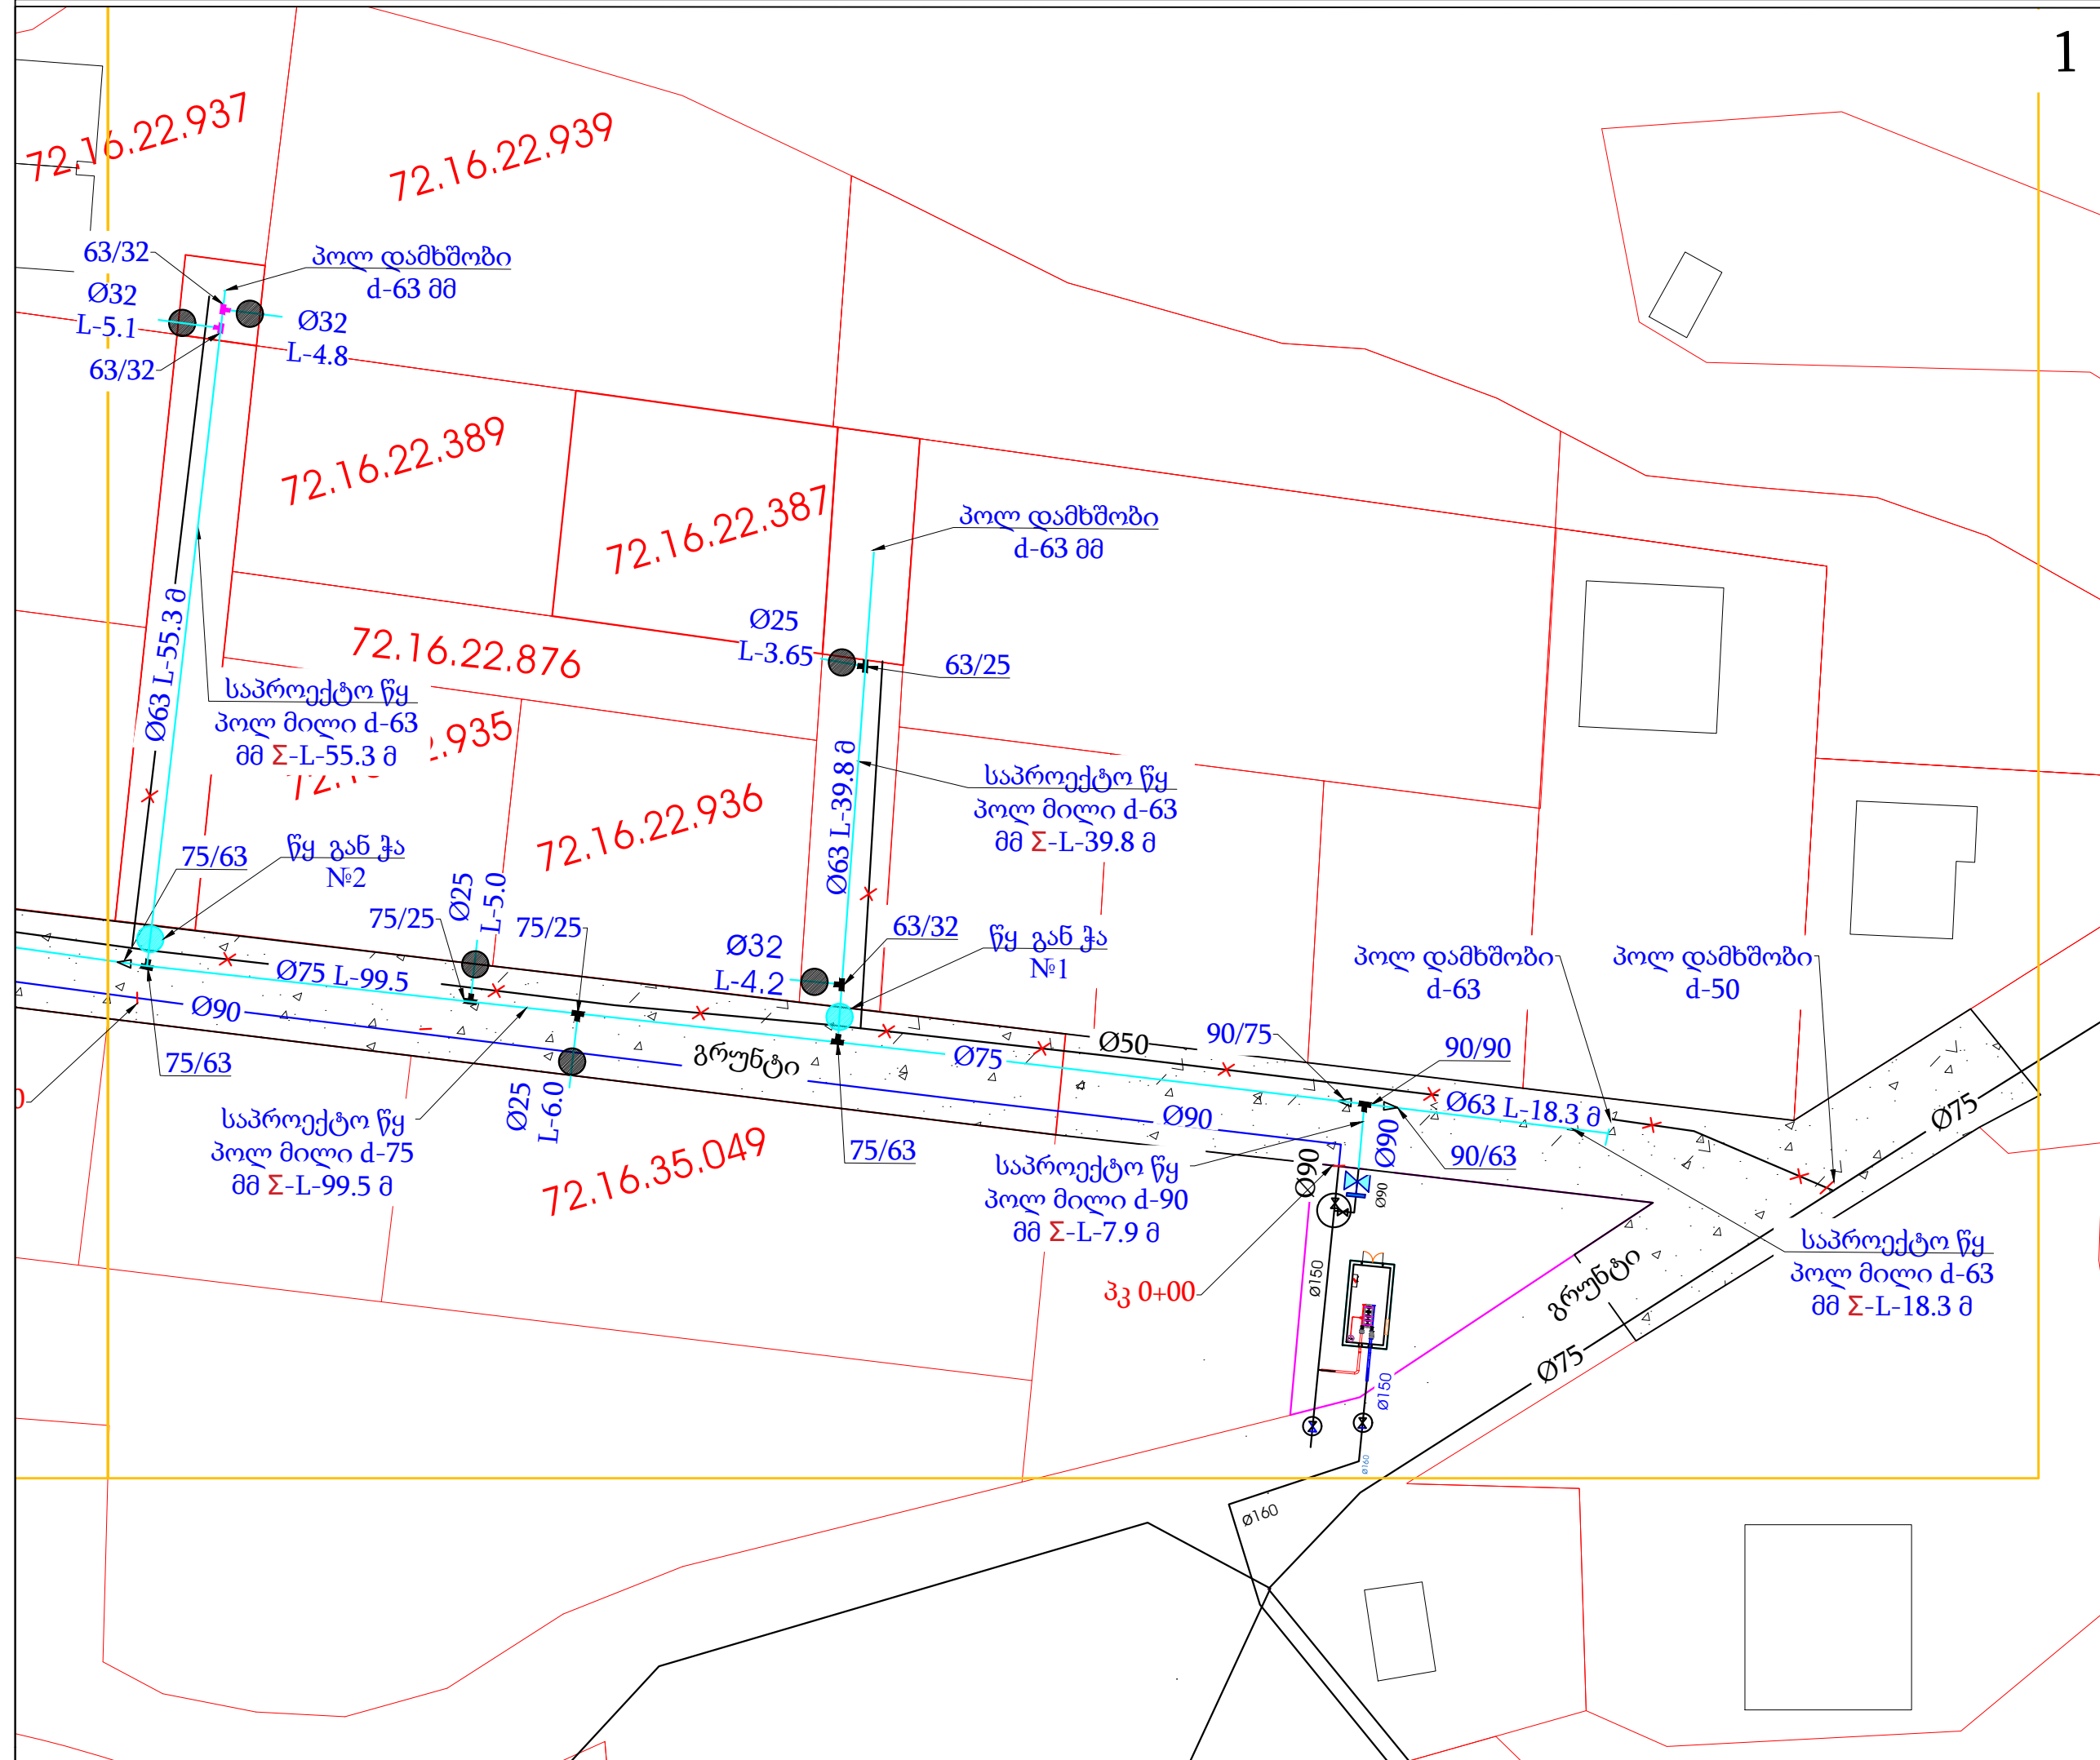 1
72.16.22.937
72.16.22.939
63/32
პოლ დამხშობი
d-63 მმ
Ø32
L-5.1
Ø32
L-4.8
63/32
72.16.22.389
72.16.22.387
პოლ დამხშობი
d-63 მმ
Ø25
L-3.65
63/25
72.16.22.876
Ø63 L-55.3 მ
საპროექტო წყ
პოლ მილი d-63
მმ Σ-L-55.3 მ
.935
72.16.22.936
Ø63 L-39.8 მ
საპროექტო წყ
პოლ მილი d-63
მმ Σ-L-39.8 მ
75/63
წყ გან ჭა
№2
75/25
Ø25
L-5.0
75/25
Ø32
L-4.2
63/32
წყ გან ჭა
№1
პოლ დამხშობი
d-63
პოლ დამხშობი
d-50
Ø75 L-99.5
Ø90
75/63
გრუნტი
Ø75
Ø50
90/75
90/90
Ø63 L-18.3 მ
Ø75
საპროექტო წყ
პოლ მილი d-75
მმ Σ-L-99.5 მ
Ø25
L-6.0
72.16.35.049
75/63
Ø90
საპროექტო წყ
პოლ მილი d-90
მმ Σ-L-7.9 მ
Ø90
Ø90
Ø90
90/63
პკ 0+00
Ø150
Ø150
გრუნტი
Ø75
საპროექტო წყ
პოლ მილი d-63
მმ Σ-L-18.3 მ
Ø160
Ø160